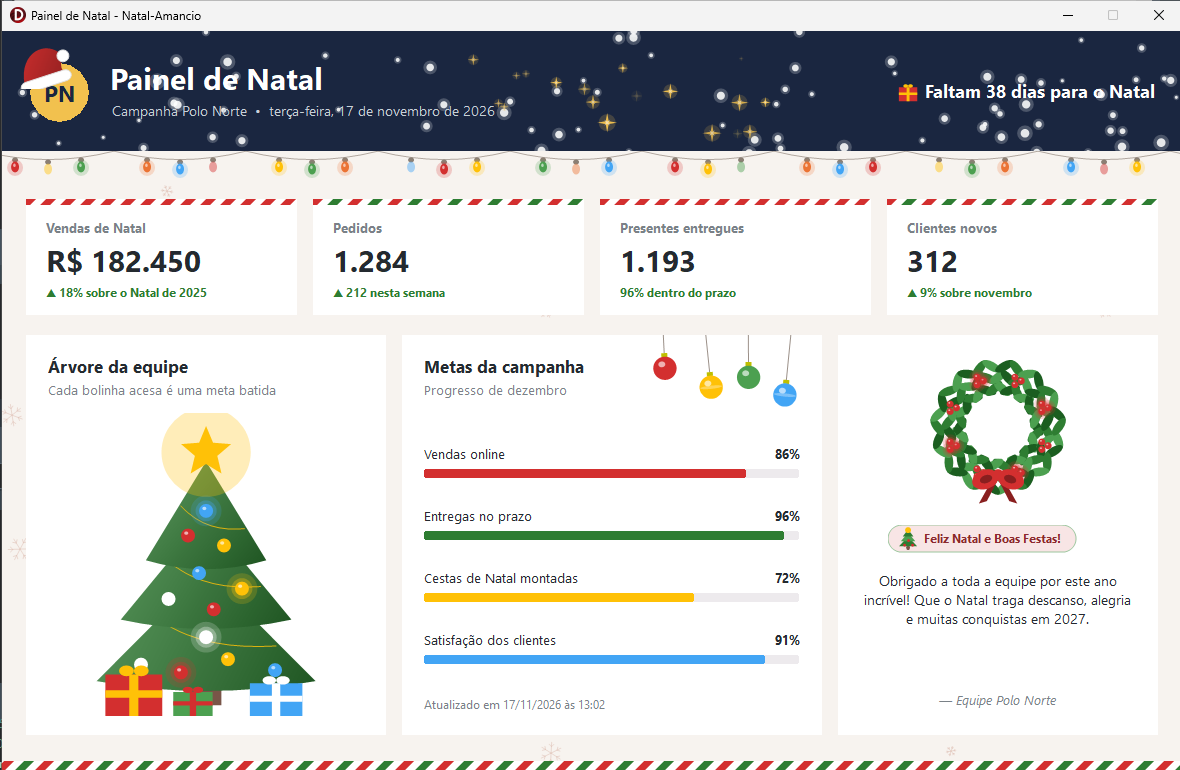 Painel de Natal - Natal-Amancio
PN
Painel de Natal
Campanha Polo Norte • terça-feira, 17 de novembro de 2026
Faltam 38 dias para o Natal
Vendas de Natal
R$ 182.450
▲ 18% sobre o Natal de 2025
Pedidos
1.284
▲ 212 nesta semana
Presentes entregues
1.193
96% dentro do prazo
Clientes novos
312
▲ 9% sobre novembro
Árvore da equipe
Cada bolinha acesa é uma meta batida
Metas da campanha
Progresso de dezembro
Vendas online 86%
Entregas no prazo 96%
Cestas de Natal montadas 72%
Satisfação dos clientes 91%
Atualizado em 17/11/2026 às 13:02
Feliz Natal e Boas Festas!
Obrigado a toda a equipe por este ano
incrível! Que o Natal traga descanso, alegria
e muitas conquistas em 2027.
— Equipe Polo Norte